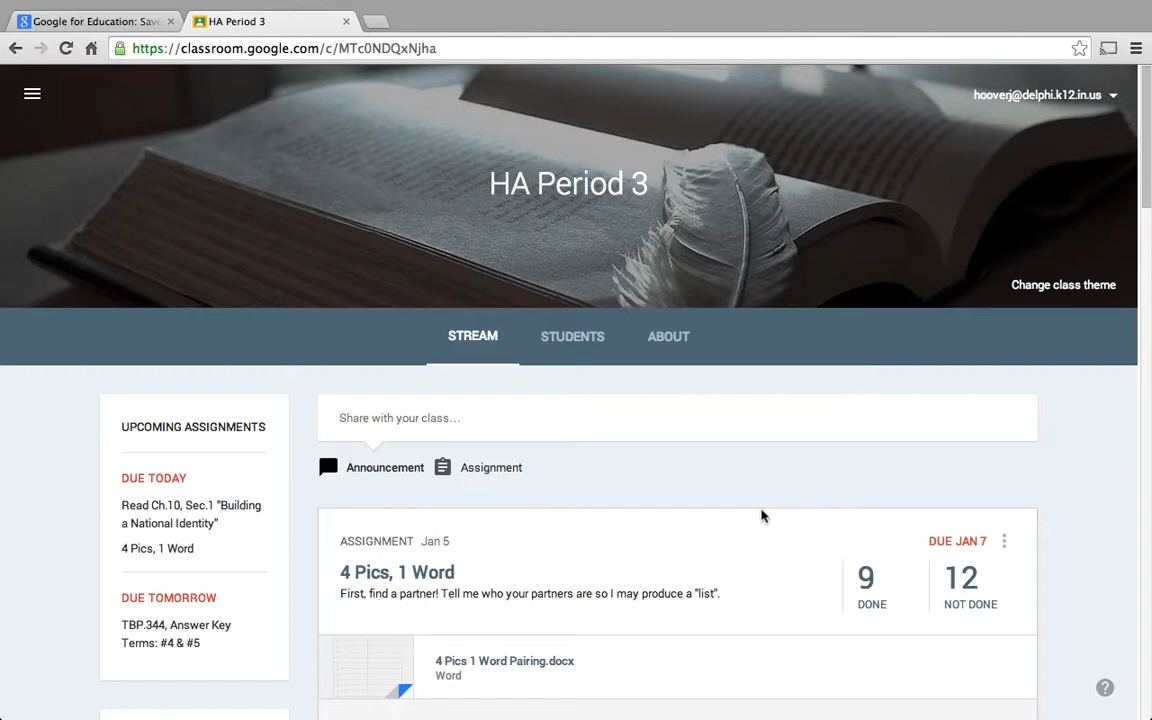 Google for Education: Save
HA Period 3
https://classroom.google.com/c/MTc0NDQxNjha
hooverj@delphi.k12.in.us
HA Period 3
Change class theme
STREAM
STUDENTS
ABOUT
UPCOMING ASSIGNMENTS
DUE TODAY
Read Ch.10, Sec.1 "Building
a National Identity"
4 Pics, 1 Word
DUE TOMORROW
TBP.344, Answer Key
Terms: #4 & #5
Share with your class...
Announcement
Assignment
ASSIGNMENT Jan 5
DUE JAN 7
4 Pics, 1 Word
First, find a partner! Tell me who your partners are so I may produce a "list".
9
DONE
12
NOT DONE
4 Pics 1 Word Pairing.docx
Word